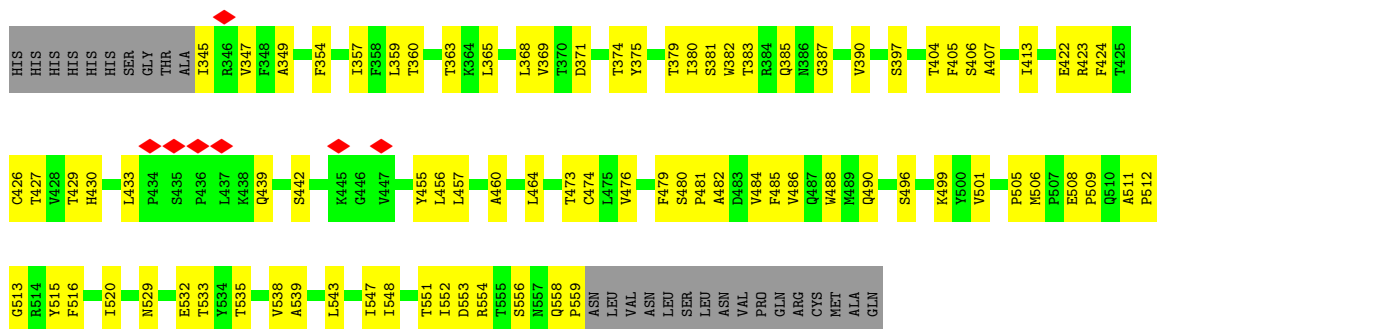 HIS HIS HIS HIS HIS HIS SER GLY THR ALA I345 R346 V347 F348 A349 F354 I357 F358 L359 T360 T363 K364 L365 L368 V369 T370 D371 T374 Y375 T379 I380 S381 W382 T383 R384 Q385 N386 G387 V390 S397 T404 F405 S406 A407 I413 E422 R423 F424 T425
C426 T427 V428 T429 H430 L433 P434 S435 P436 L437 K438 Q439 S442 K445 G446 V447 Y455 L456 L457 A460 L464 T473 C474 L475 V476 F479 S480 P481 A482 D483 V484 F485 V486 Q487 W488 M489 Q490 S496 K499 Y500 V501 P505 M506 P507 E508 P509 Q510 A511 P512
G513 R514 Y515 F516 I520 N529 E532 T533 Y534 T535 V538 A539 L543 I547 I548 T551 I552 D553 R554 T555 S556 N557 Q558 P559 ASN LEU VAL ASN LEU SER LEU ASN VAL PRO GLN ARG CYS MET ALA GLN